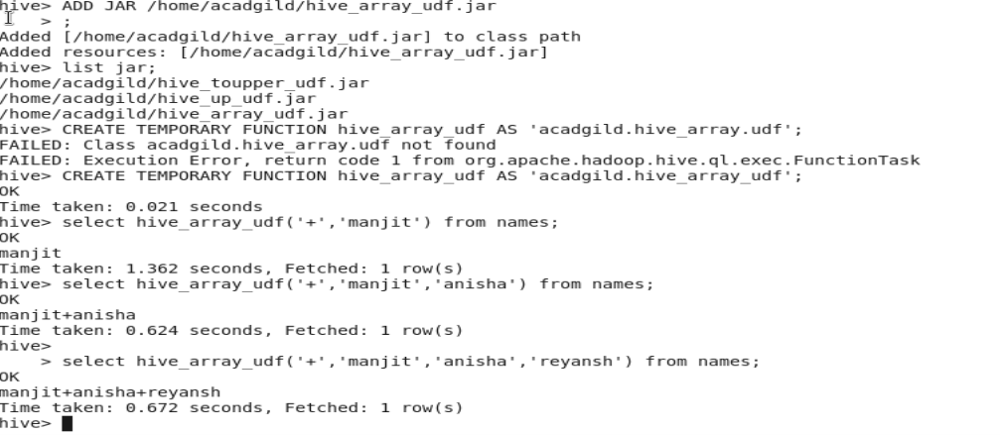 hive> ADD JAR /home/acadgild/hive_array_udf.jar
    > ;
Added [/home/acadgild/hive_array_udf.jar] to class path
Added resources: [/home/acadgild/hive_array_udf.jar]
hive> list jar;
/home/acadgild/hive_toupper_udf.jar
/home/acadgild/hive_up_udf.jar
/home/acadgild/hive_array_udf.jar
hive> CREATE TEMPORARY FUNCTION hive_array_udf AS 'acadgild.hive_array.udf';
FAILED: Class acadgild.hive_array.udf not found
FAILED: Execution Error, return code 1 from org.apache.hadoop.hive.ql.exec.FunctionTask
hive> CREATE TEMPORARY FUNCTION hive_array_udf AS 'acadgild.hive_array_udf';
OK
Time taken: 0.021 seconds
hive> select hive_array_udf('+','manjit') from names;
OK
manjit
Time taken: 1.362 seconds, Fetched: 1 row(s)
hive> select hive_array_udf('+','manjit','anisha') from names;
OK
manjit+anisha
Time taken: 0.624 seconds, Fetched: 1 row(s)
hive>
    > select hive_array_udf('+','manjit','anisha','reyansh') from names;
OK
manjit+anisha+reyansh
Time taken: 0.672 seconds, Fetched: 1 row(s)
hive>